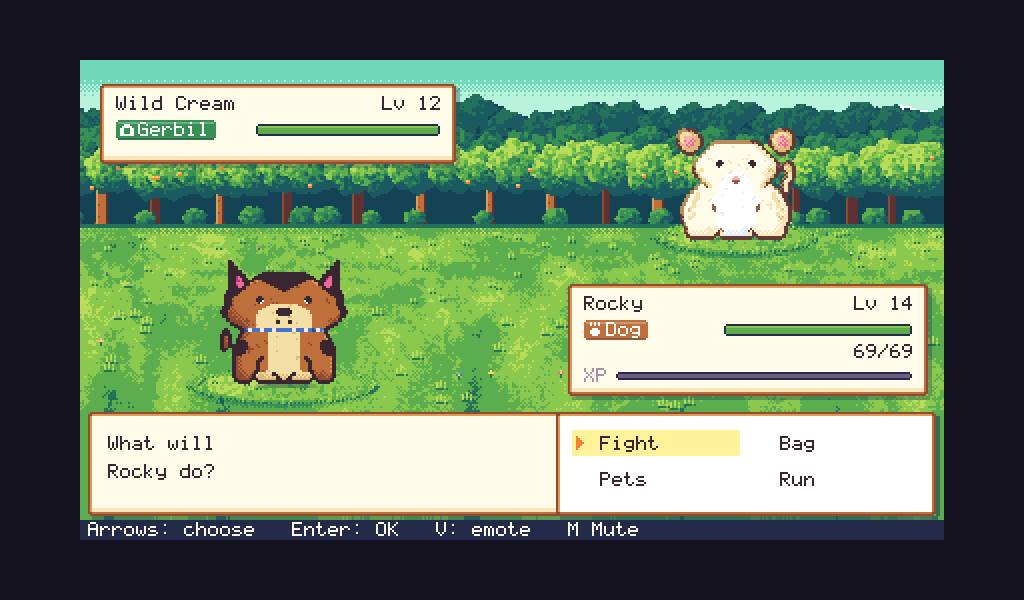 Wild Cream Lv 12
Gerbil
Rocky Lv 14
Dog
69/69
XP
What will
Rocky do?
Fight Bag
Pets Run
Arrows: choose Enter: OK V: emote M Mute